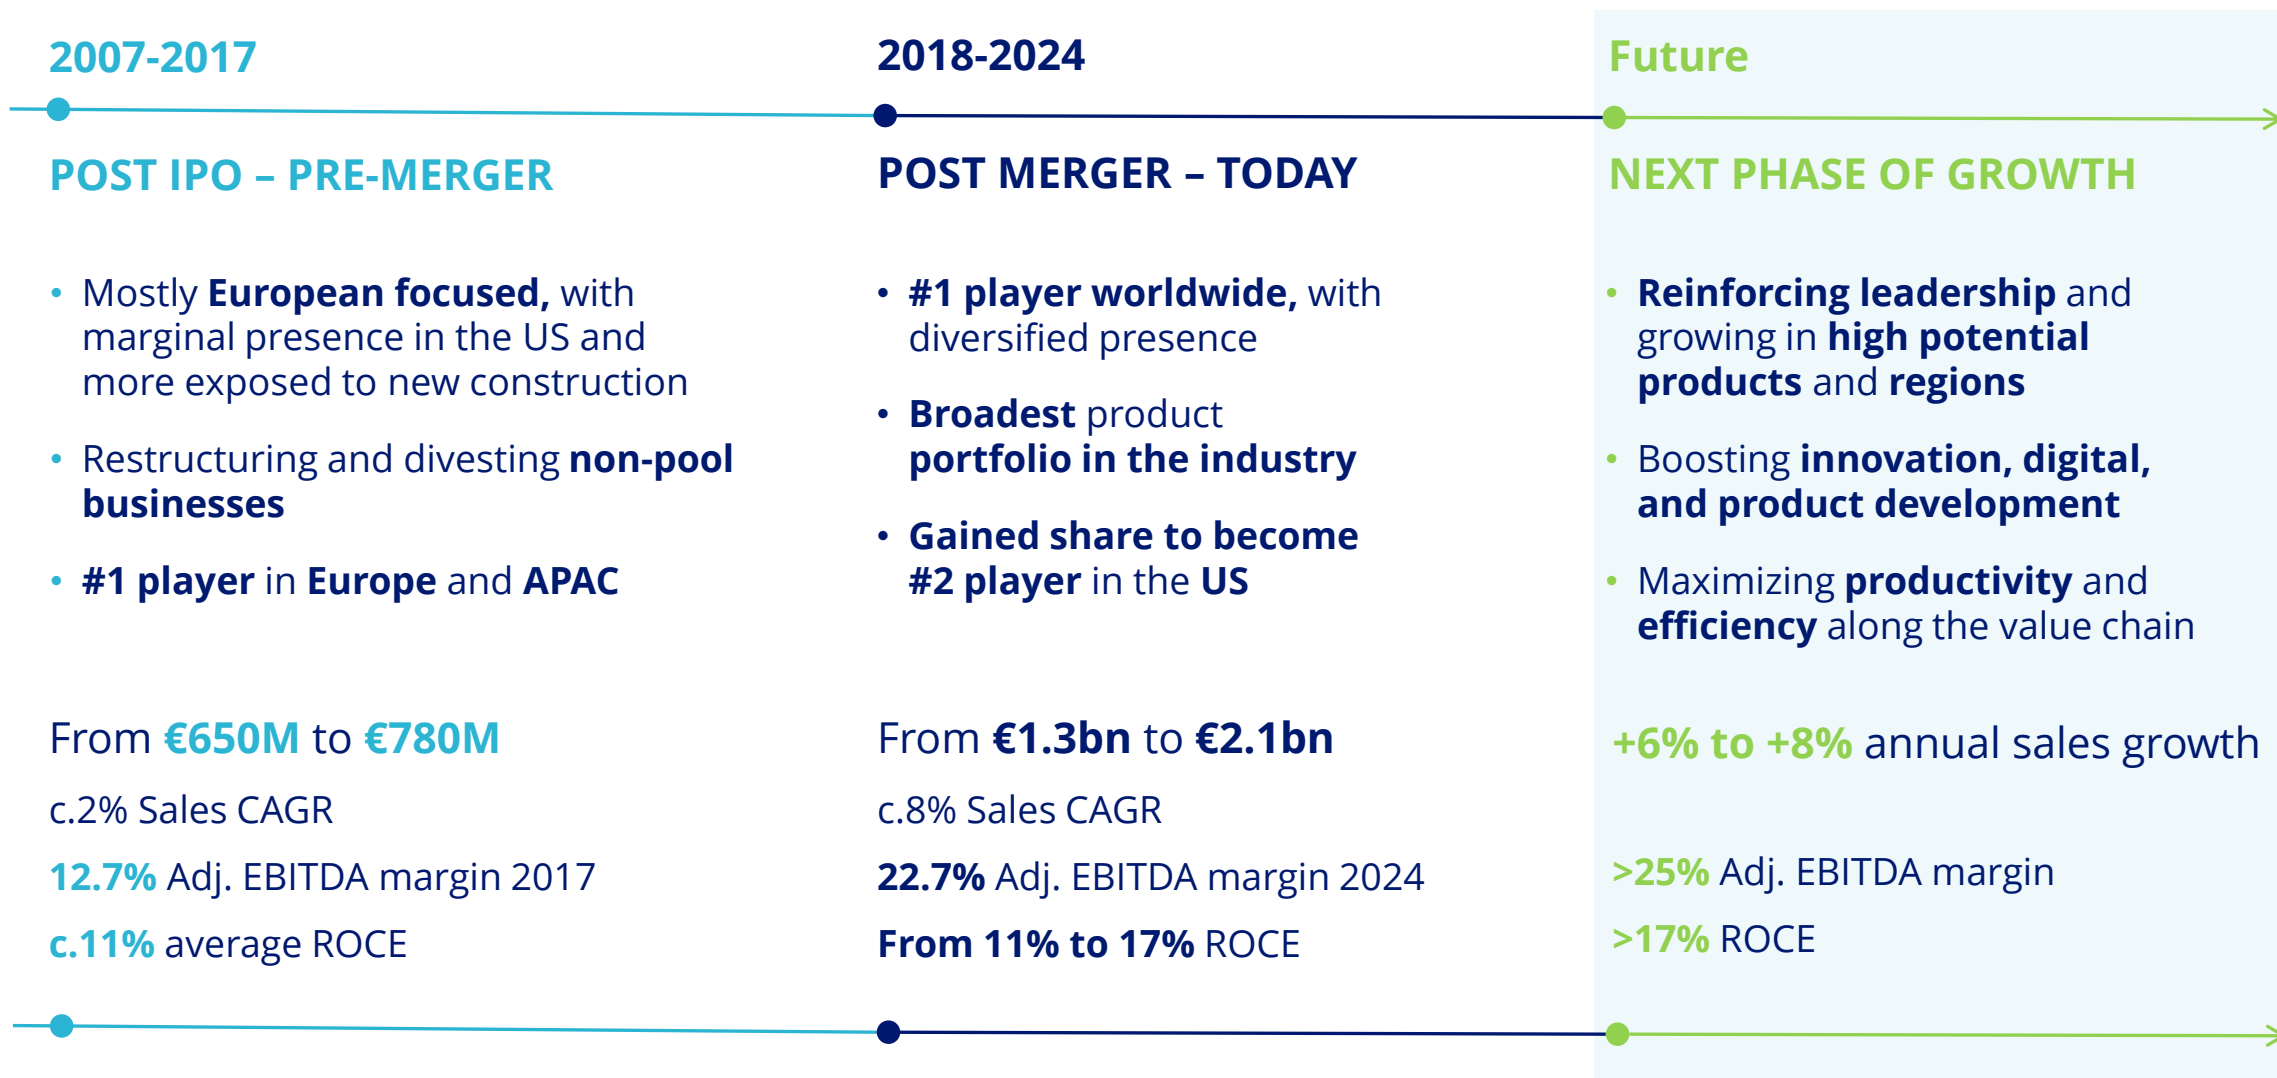 2007-2017
POST IPO – PRE-MERGER
• Mostly European focused, with
marginal presence in the US and
more exposed to new construction
• Restructuring and divesting non-pool
businesses
• #1 player in Europe and APAC
From €650M to €780M
c.2% Sales CAGR
12.7% Adj. EBITDA margin 2017
c.11% average ROCE
2018-2024
POST MERGER – TODAY
• #1 player worldwide, with
diversified presence
• Broadest product
portfolio in the industry
• Gained share to become
#2 player in the US
From €1.3bn to €2.1bn
c.8% Sales CAGR
22.7% Adj. EBITDA margin 2024
From 11% to 17% ROCE
Future
NEXT PHASE OF GROWTH
• Reinforcing leadership and
growing in high potential
products and regions
• Boosting innovation, digital,
and product development
• Maximizing productivity and
efficiency along the value chain
+6% to +8% annual sales growth
>25% Adj. EBITDA margin
>17% ROCE